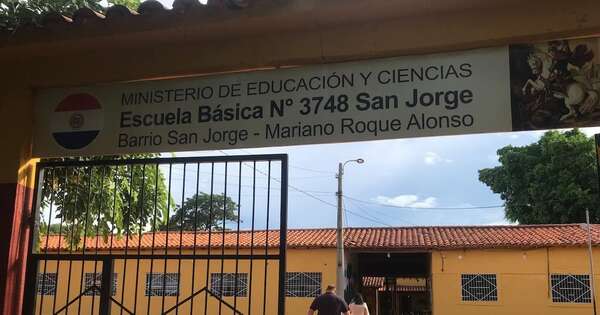 MINISTERIO DE EDUCACIÓN Y CIENCIAS
Escuela Básica N° 3748 San Jorge
Barrio San Jorge - Mariano Roque Alonso